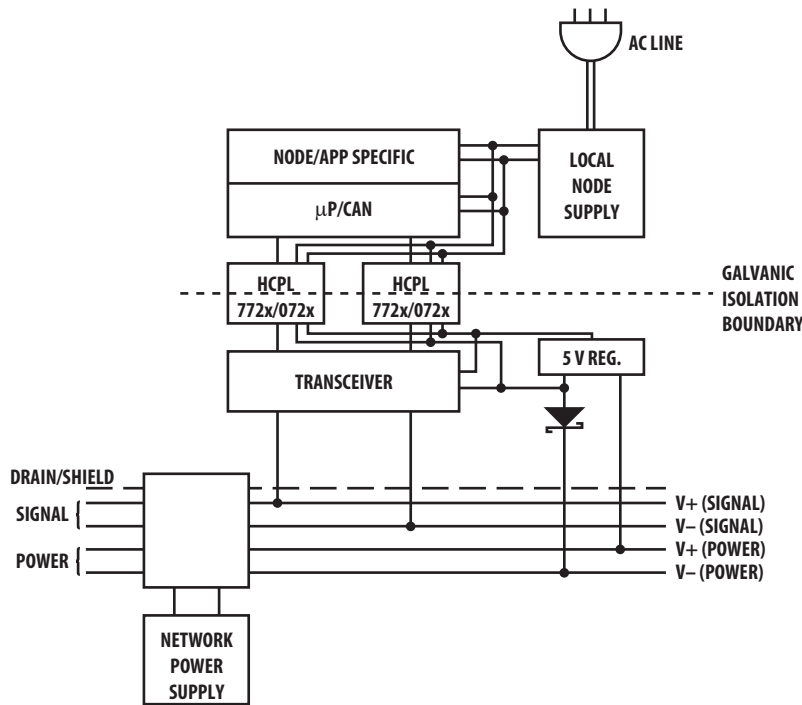 AC LINE
NODE/APP SPECIFIC
μP/CAN
LOCAL
NODE
SUPPLY
HCPL
772x/072x
HCPL
772x/072x
GALVANIC
ISOLATION
BOUNDARY
TRANSCEIVER
5 V REG.
DRAIN/SHIELD
SIGNAL
POWER
V+ (SIGNAL)
V– (SIGNAL)
V+ (POWER)
V– (POWER)
NETWORK
POWER
SUPPLY